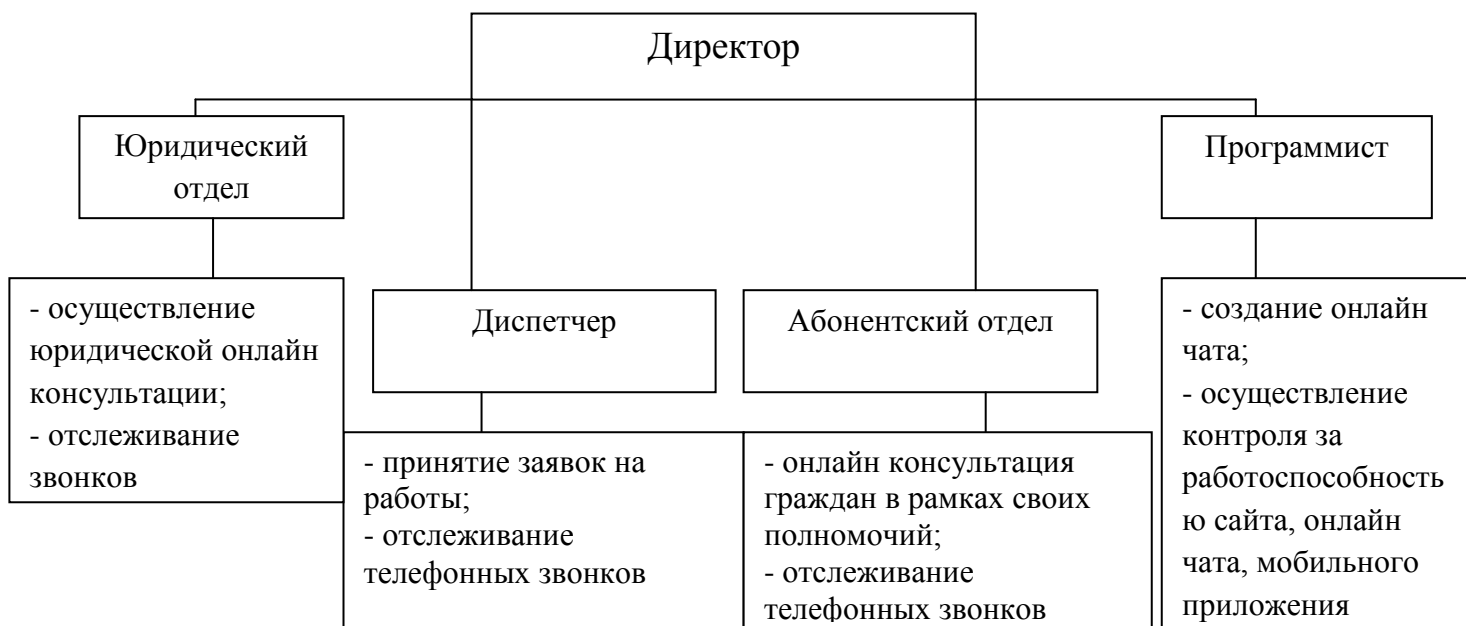 Директор
Юридический
отдел
Программист
- осуществление
юридической онлайн
консультации;
- отслеживание
звонков
Диспетчер
Абонентский отдел
- создание онлайн
чата;
- осуществление
контроля за
работоспособность
ю сайта, онлайн
чата, мобильного
приложения
- принятие заявок на
работы;
- отслеживание
телефонных звонков
- онлайн консультация
граждан в рамках своих
полномочий;
- отслеживание
телефонных звонков